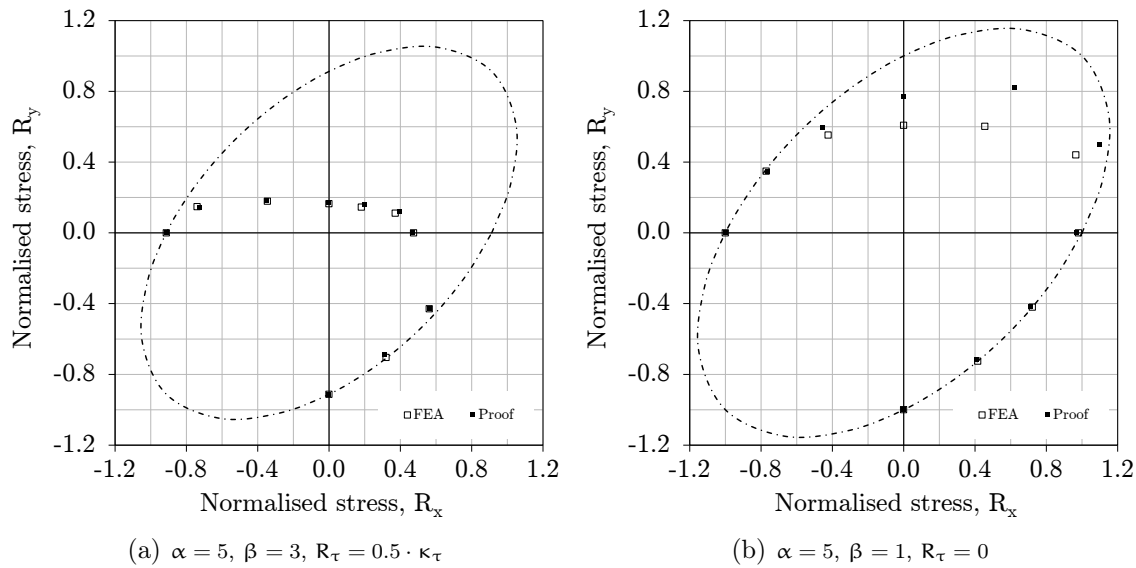 1.2
0.8
0.4
0.0
-0.4
-0.8
-1.2
-1.2 -0.8 -0.4 0.0 0.4 0.8 1.2
Normalised stress, R_y
Normalised stress, R_x
FEA Proof
(a) α = 5, β = 3, R_τ = 0.5 · κ_τ
1.2
0.8
0.4
0.0
-0.4
-0.8
-1.2
-1.2 -0.8 -0.4 0.0 0.4 0.8 1.2
Normalised stress, R_y
Normalised stress, R_x
FEA Proof
(b) α = 5, β = 1, R_τ = 0